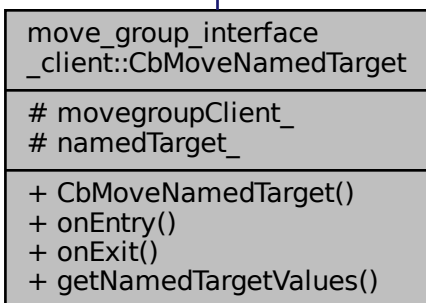 move_group_interface
_client::CbMoveNamedTarget
# movegroupClient_
# namedTarget_
+ CbMoveNamedTarget()
+ onEntry()
+ onExit()
+ getNamedTargetValues()